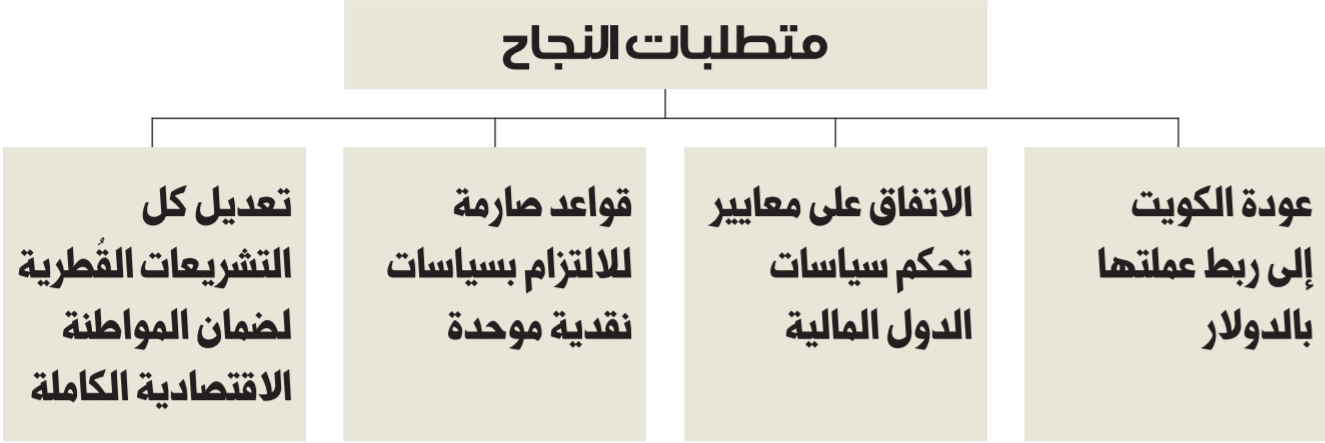 متطلبات النجاح
عودة الكويت
إلى ربط عملتها
بالدولار
الاتفاق على معايير
تحكم سياسات
الدول المالية
قواعد صارمة
للالتزام بسياسات
نقدية موحدة
تعديل كل
التشريعات القُطرية
لضمان المواطنة
الاقتصادية الكاملة